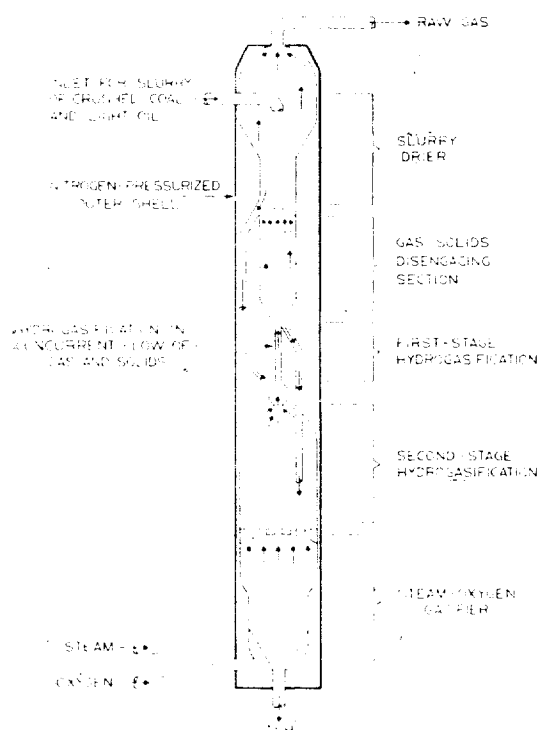 RAW GAS
INLET FOR SLURRY
OF CRUSHED COAL
AND LIGHT OIL
SLURRY
DRIER
NITROGEN-PRESSURIZED
OUTER SHELL
GAS-SOLIDS
DISENGAGING
SECTION
HYDROGASIFICATION IN
CONCURRENT FLOW OF
GAS AND SOLIDS
FIRST-STAGE
HYDROGASIFICATION
SECOND-STAGE
HYDROGASIFICATION
STEAM-OXYGEN
GASIFIER
STEAM
OXYGEN